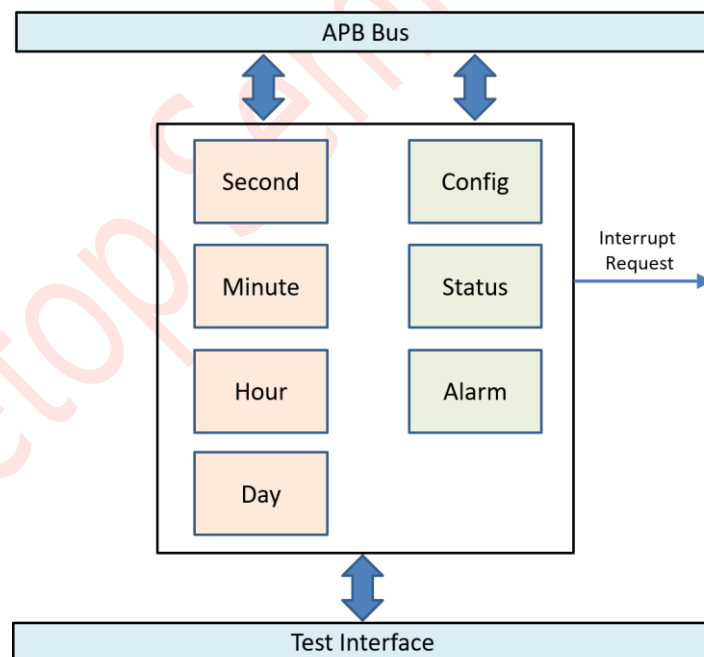 APB Bus
Second
Config
Minute
Status
Interrupt
Request
Hour
Alarm
Day
Test Interface